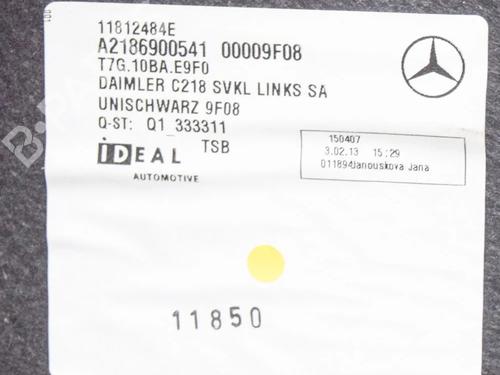 11812484E
A2186900541 00009F08
T7G.10BA.E9F0
DAIMLER C218 SVKL LINKS SA
UNISCHWARZ 9F08
Q-ST: Q1_333311
TSB
iDEAL
AUTOMOTIVE
150407
3.02.13 15:29
011894Janouskova Jana
11850